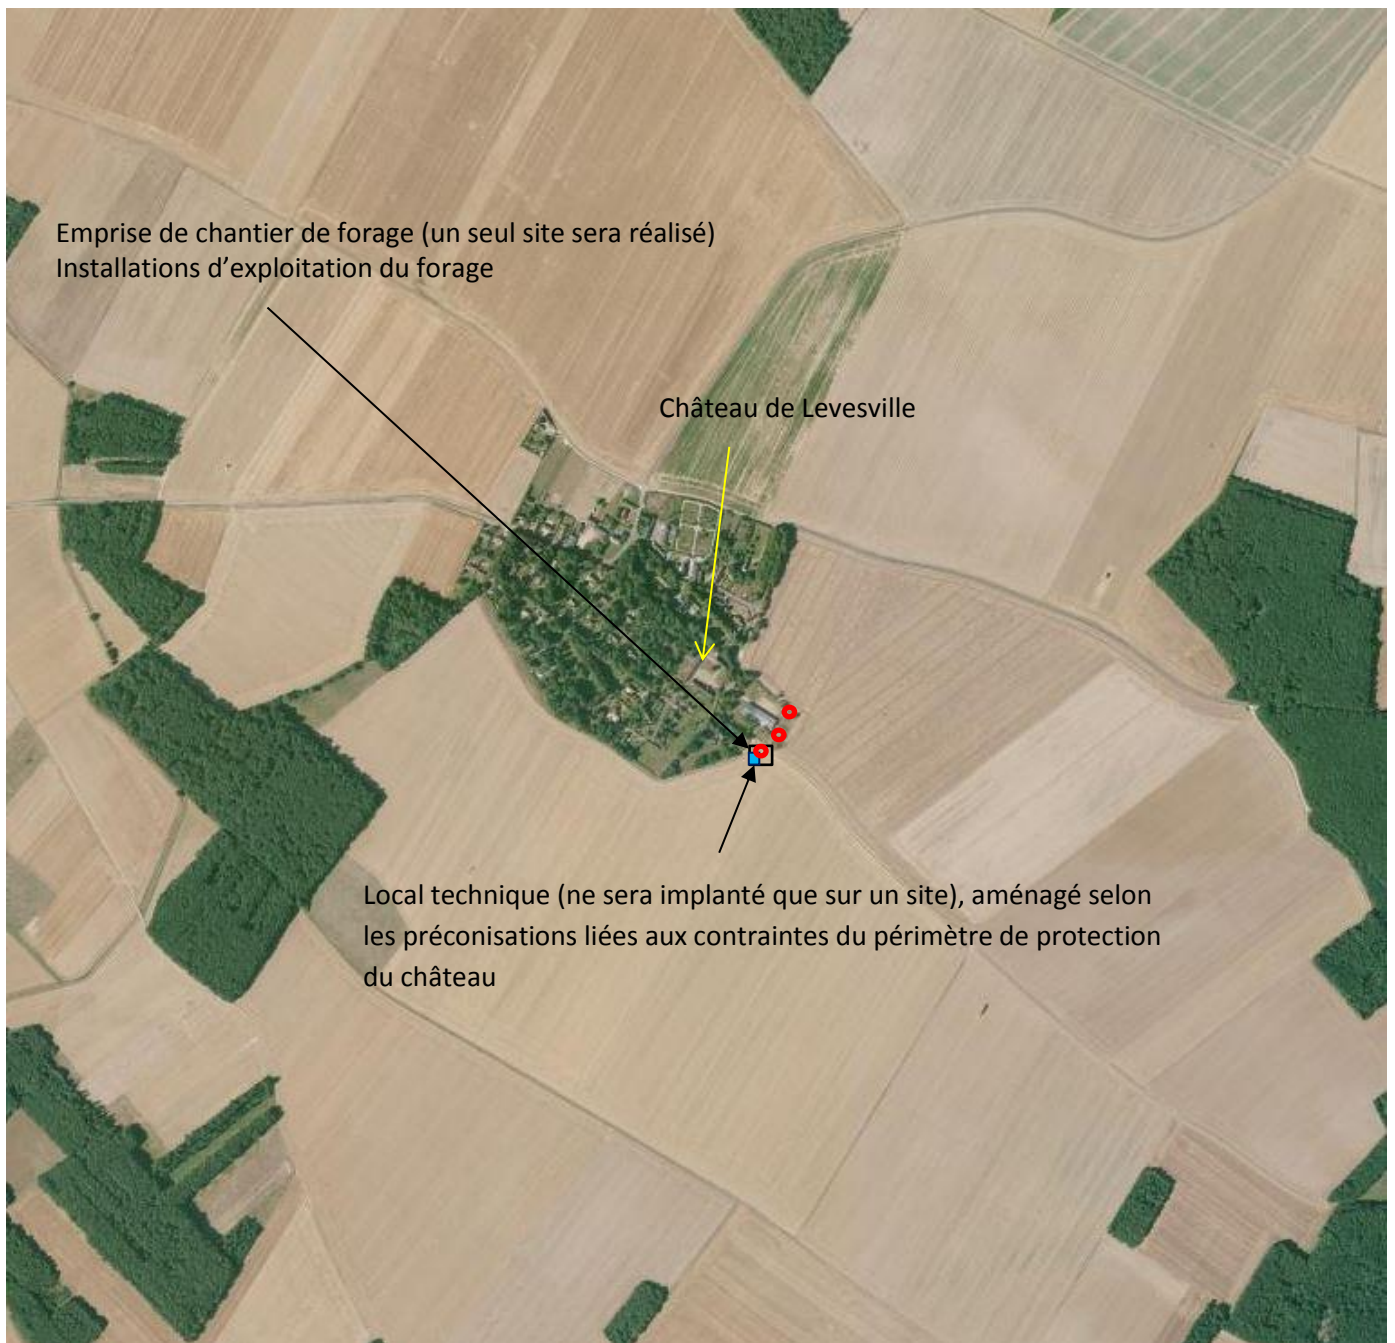 Emprise de chantier de forage (un seul site sera réalisé)
Installations d’exploitation du forage
Château de Levesville
Local technique (ne sera implanté que sur un site), aménagé selon
les préconisations liées aux contraintes du périmètre de protection
du château